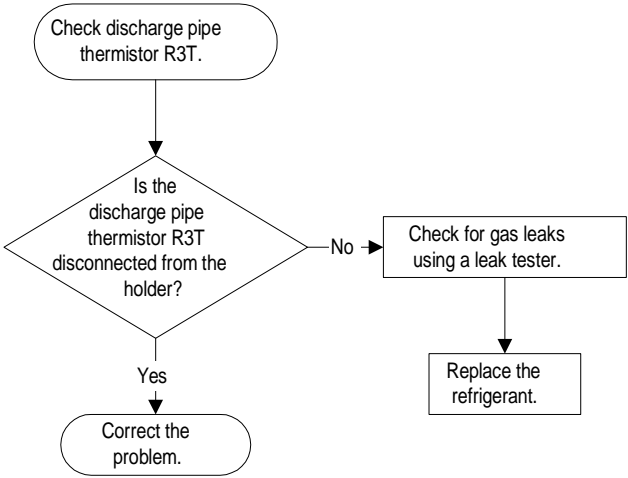 Check discharge pipe
thermistor R3T.
Is the
discharge pipe
thermistor R3T
disconnected from the
holder?
No
Check for gas leaks
using a leak tester.
Yes
Replace the
refrigerant.
Correct the
problem.